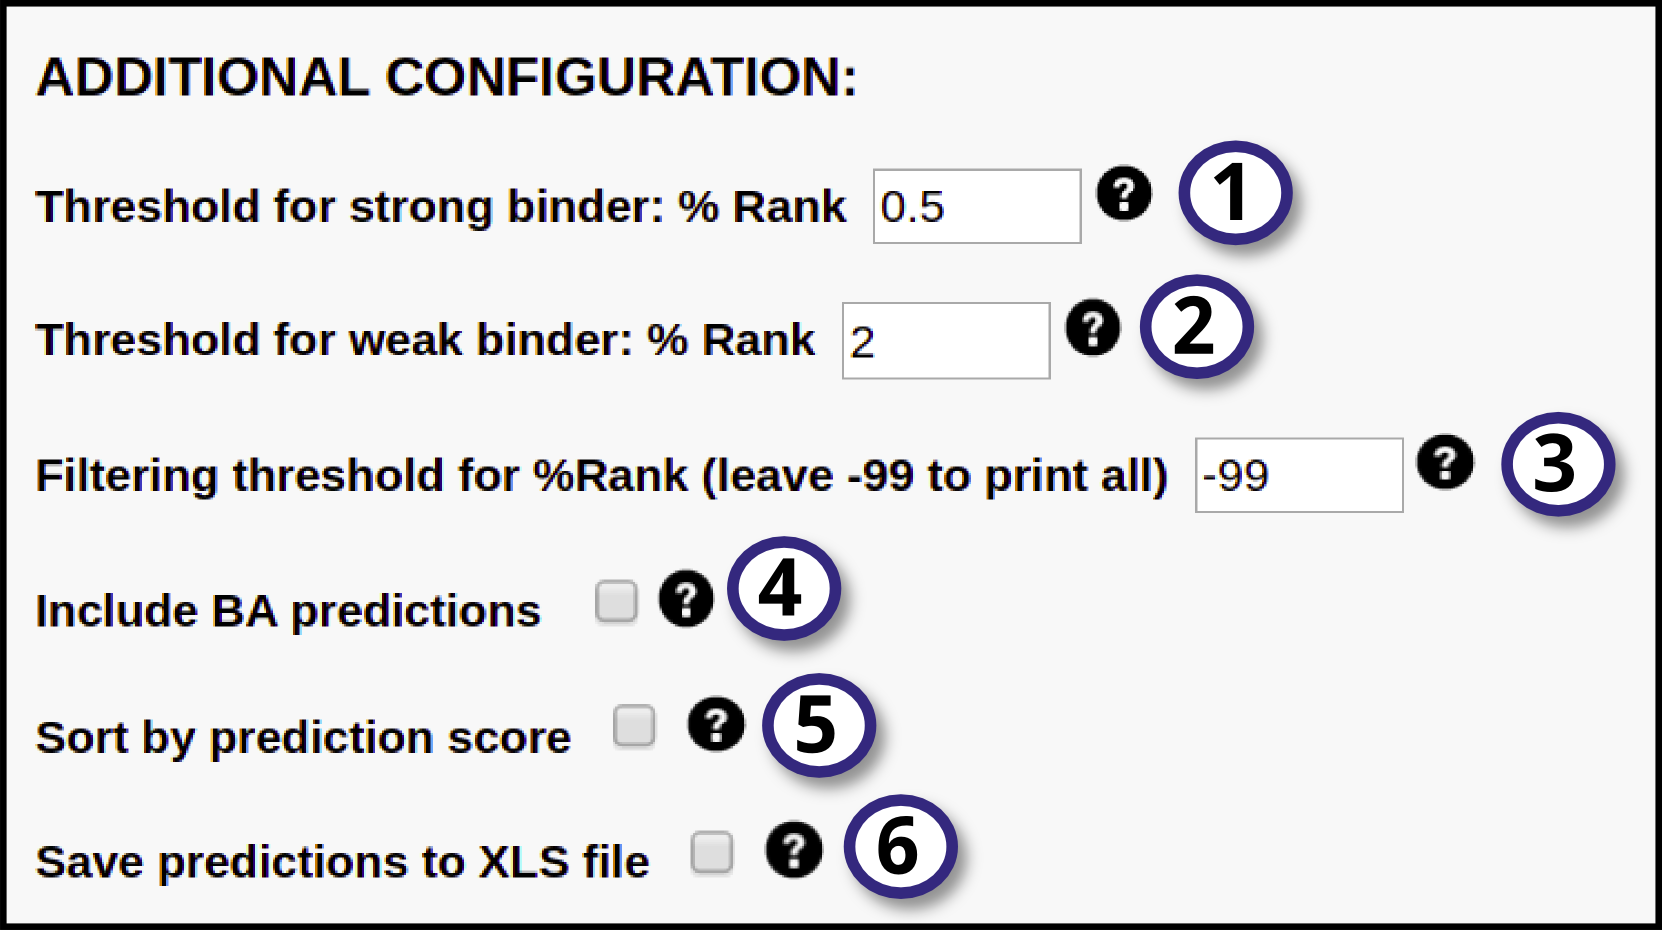 ADDITIONAL CONFIGURATION:
Threshold for strong binder: % Rank 0.5 ? 1
Threshold for weak binder: % Rank 2 ? 2
Filtering threshold for %Rank (leave -99 to print all) -99 ? 3
Include BA predictions ? 4
Sort by prediction score ? 5
Save predictions to XLS file ? 6